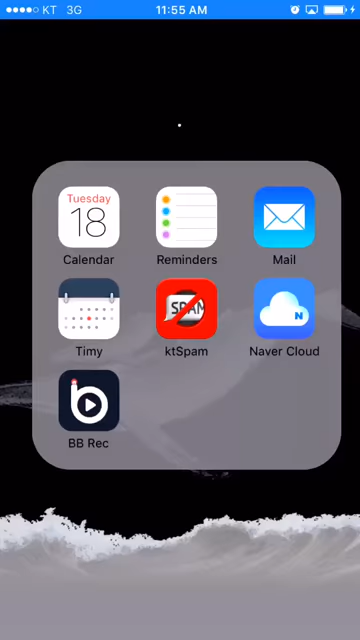 KT 3G 11:55 AM
Tuesday
18
Calendar Reminders Mail
SPAM
N
Timy ktSpam Naver Cloud
b
BB Rec